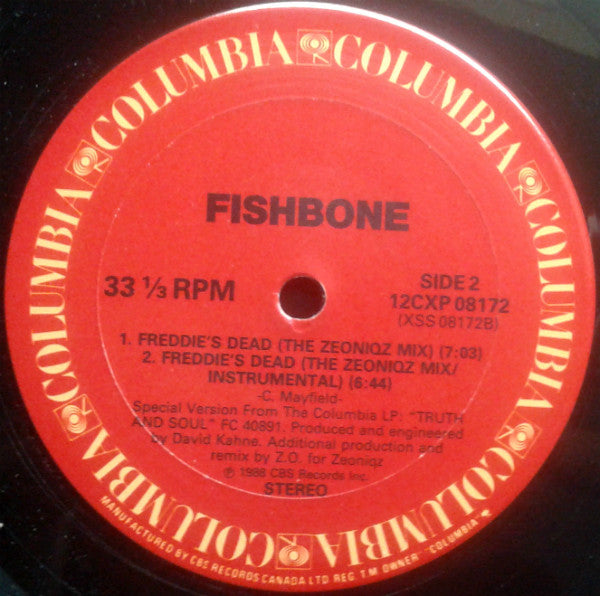 COLUMBIA COLUMBIA COLUMBIA COLUMBIA COLUMBIA COLUMBIA COLUMBIA COLUMBIA
FISHBONE
33 ⅓ RPM
SIDE 2
12CXP 08172
(XSS 08172B)
1. FREDDIE'S DEAD (THE ZEONIQZ MIX) (7:03)
2. FREDDIE'S DEAD (THE ZEONIQZ MIX/
INSTRUMENTAL) (6:44)
-C. Mayfield-
Special Version From The Columbia LP: "TRUTH
AND SOUL" FC 40891. Produced and engineered
by David Kahne. Additional production and
remix by Z.O. for Zeoniqz
℗ 1988 CBS Records Inc.
STEREO
MANUFACTURED BY CBS RECORDS CANADA LTD REG. T.M. OWNER "COLUMBIA"